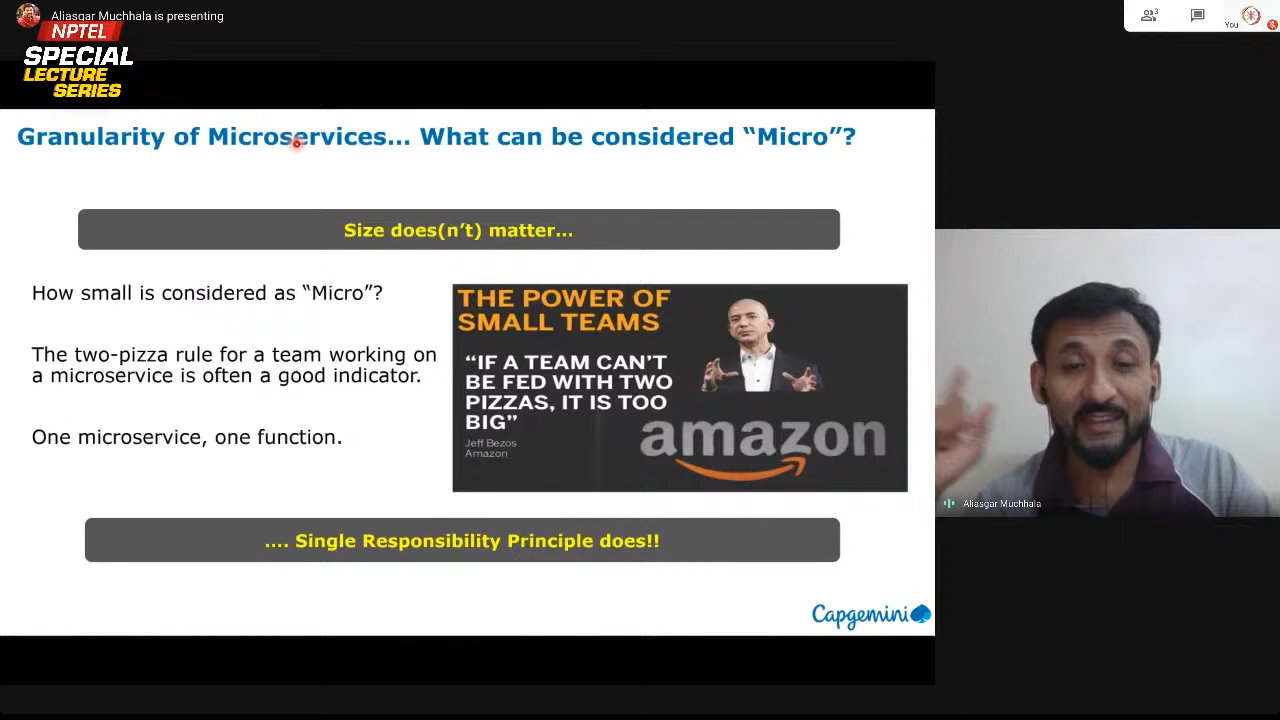 Aliasgar Muchhala is presenting
NPTEL
SPECIAL
LECTURE
SERIES
3
You
Granularity of Microservices... What can be considered “Micro”?
Size does(n’t) matter...
How small is considered as “Micro”?
The two-pizza rule for a team working on
a microservice is often a good indicator.
One microservice, one function.
THE POWER OF
SMALL TEAMS
“IF A TEAM CAN’T
BE FED WITH TWO
PIZZAS, IT IS TOO
BIG”
Jeff Bezos
Amazon
amazon
.... Single Responsibility Principle does!!
Capgemini
Aliasgar Muchhala